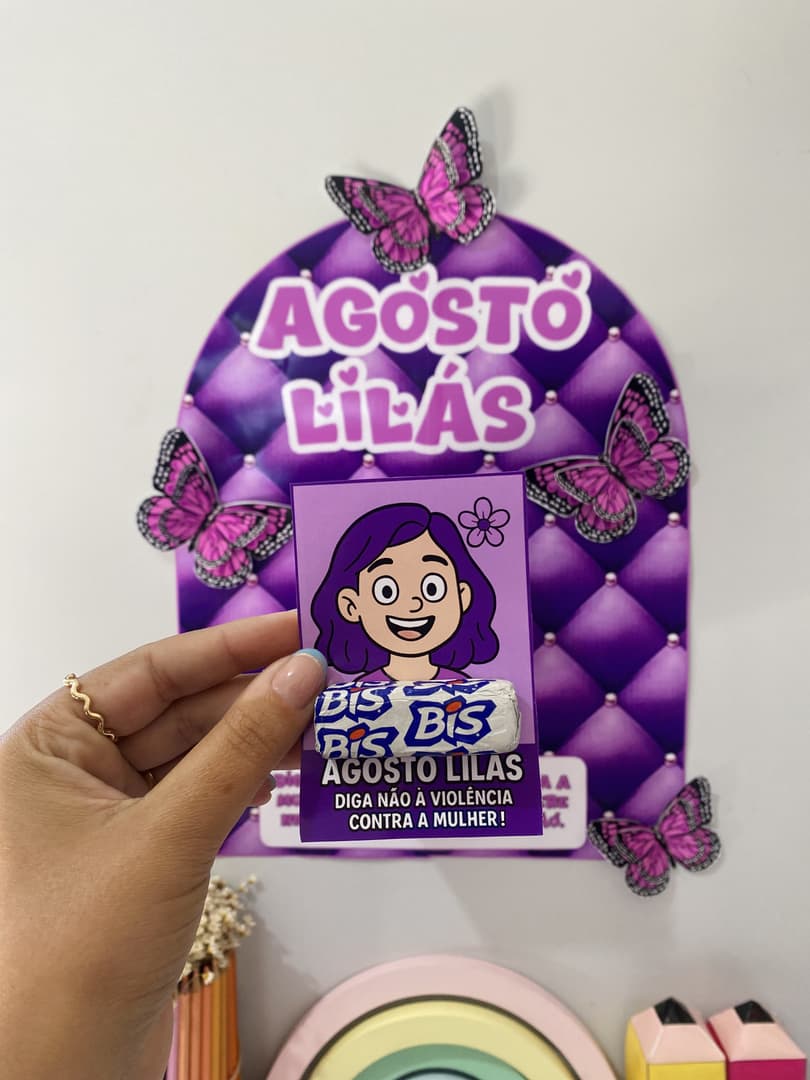 AGOSTO
LILÁS
BIS
BIS
BIS
AGOSTO LILAS
DIGA NÃO À VIOLÊNCIA
CONTRA A MULHER!